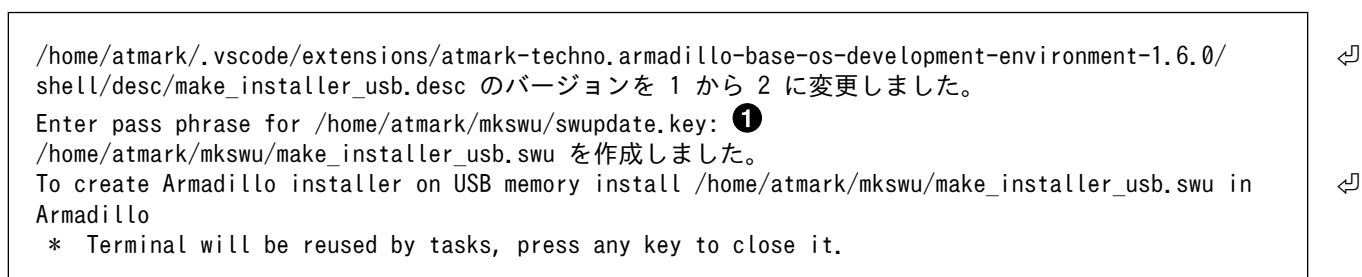 /home/atmark/.vscode/extensions/atmark-techno.armadillo-base-os-development-environment-1.6.0/ ⏎
shell/desc/make_installer_usb.desc のバージョンを 1 から 2 に変更しました。
Enter pass phrase for /home/atmark/mkswu/swupdate.key: ❶
/home/atmark/mkswu/make_installer_usb.swu を作成しました。
To create Armadillo installer on USB memory install /home/atmark/mkswu/make_installer_usb.swu in ⏎
Armadillo
 *  Terminal will be reused by tasks, press any key to close it.